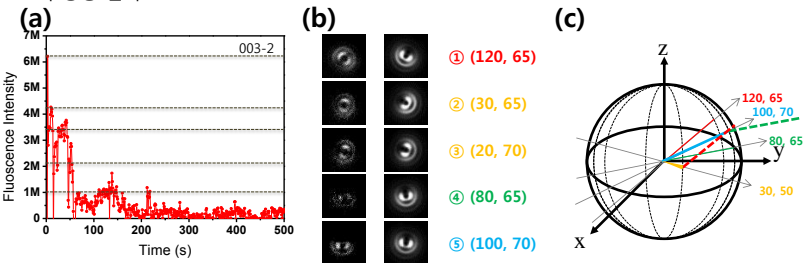 (a)
003-2
7M
6M
5M
4M
3M
2M
1M
0
Fluoscence Intensity
0 100 200 300 400 500
Time (s)
(b)
① (120, 65)
② (30, 65)
③ (20, 70)
④ (80, 65)
⑤ (100, 70)
(c)
z
120, 65
100, 70
80, 65
y
30, 50
x